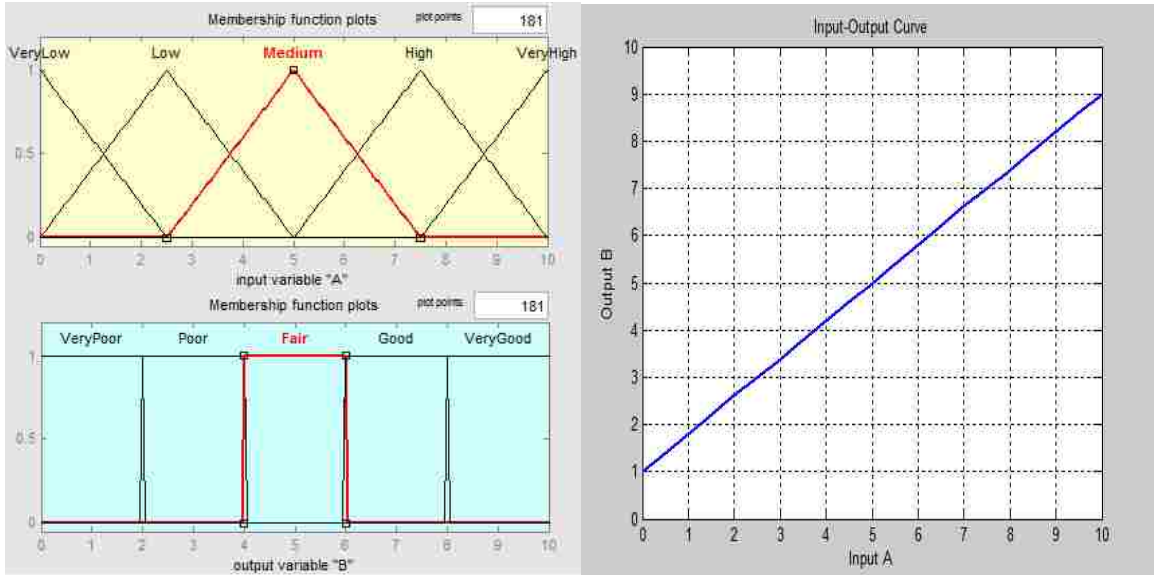 Membership function plots plot points: 181
VeryLow Low Medium High VeryHigh
1
0.5
0
0 1 2 3 4 5 6 7 8 9 10
input variable "A"
Membership function plots plot points: 181
VeryPoor Poor Fair Good VeryGood
1
0.5
0
0 1 2 3 4 5 6 7 8 9 10
output variable "B"
Input-Output Curve
10
9
8
7
6
5
4
3
2
1
0
Output B
0 1 2 3 4 5 6 7 8 9 10
Input A